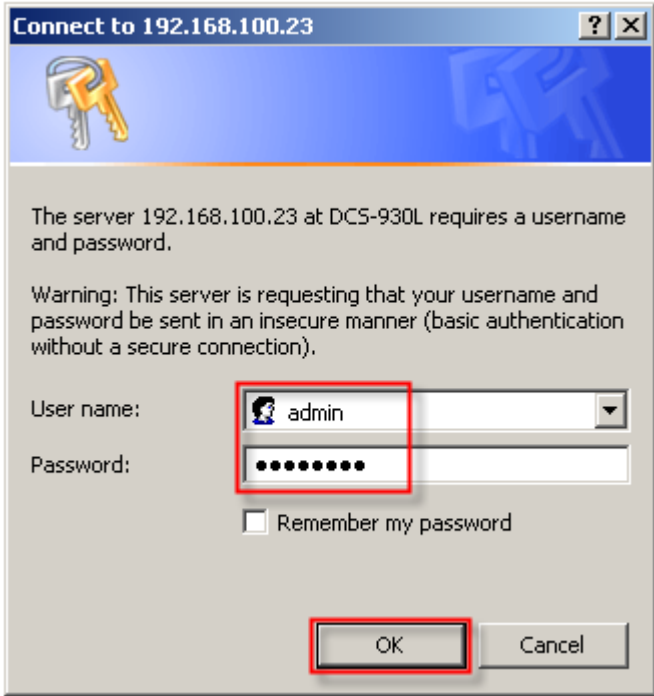 Connect to 192.168.100.23
The server 192.168.100.23 at DCS-930L requires a username
and password.
Warning: This server is requesting that your username and
password be sent in an insecure manner (basic authentication
without a secure connection).
User name:
admin
Password:
••••••••
Remember my password
OK
Cancel